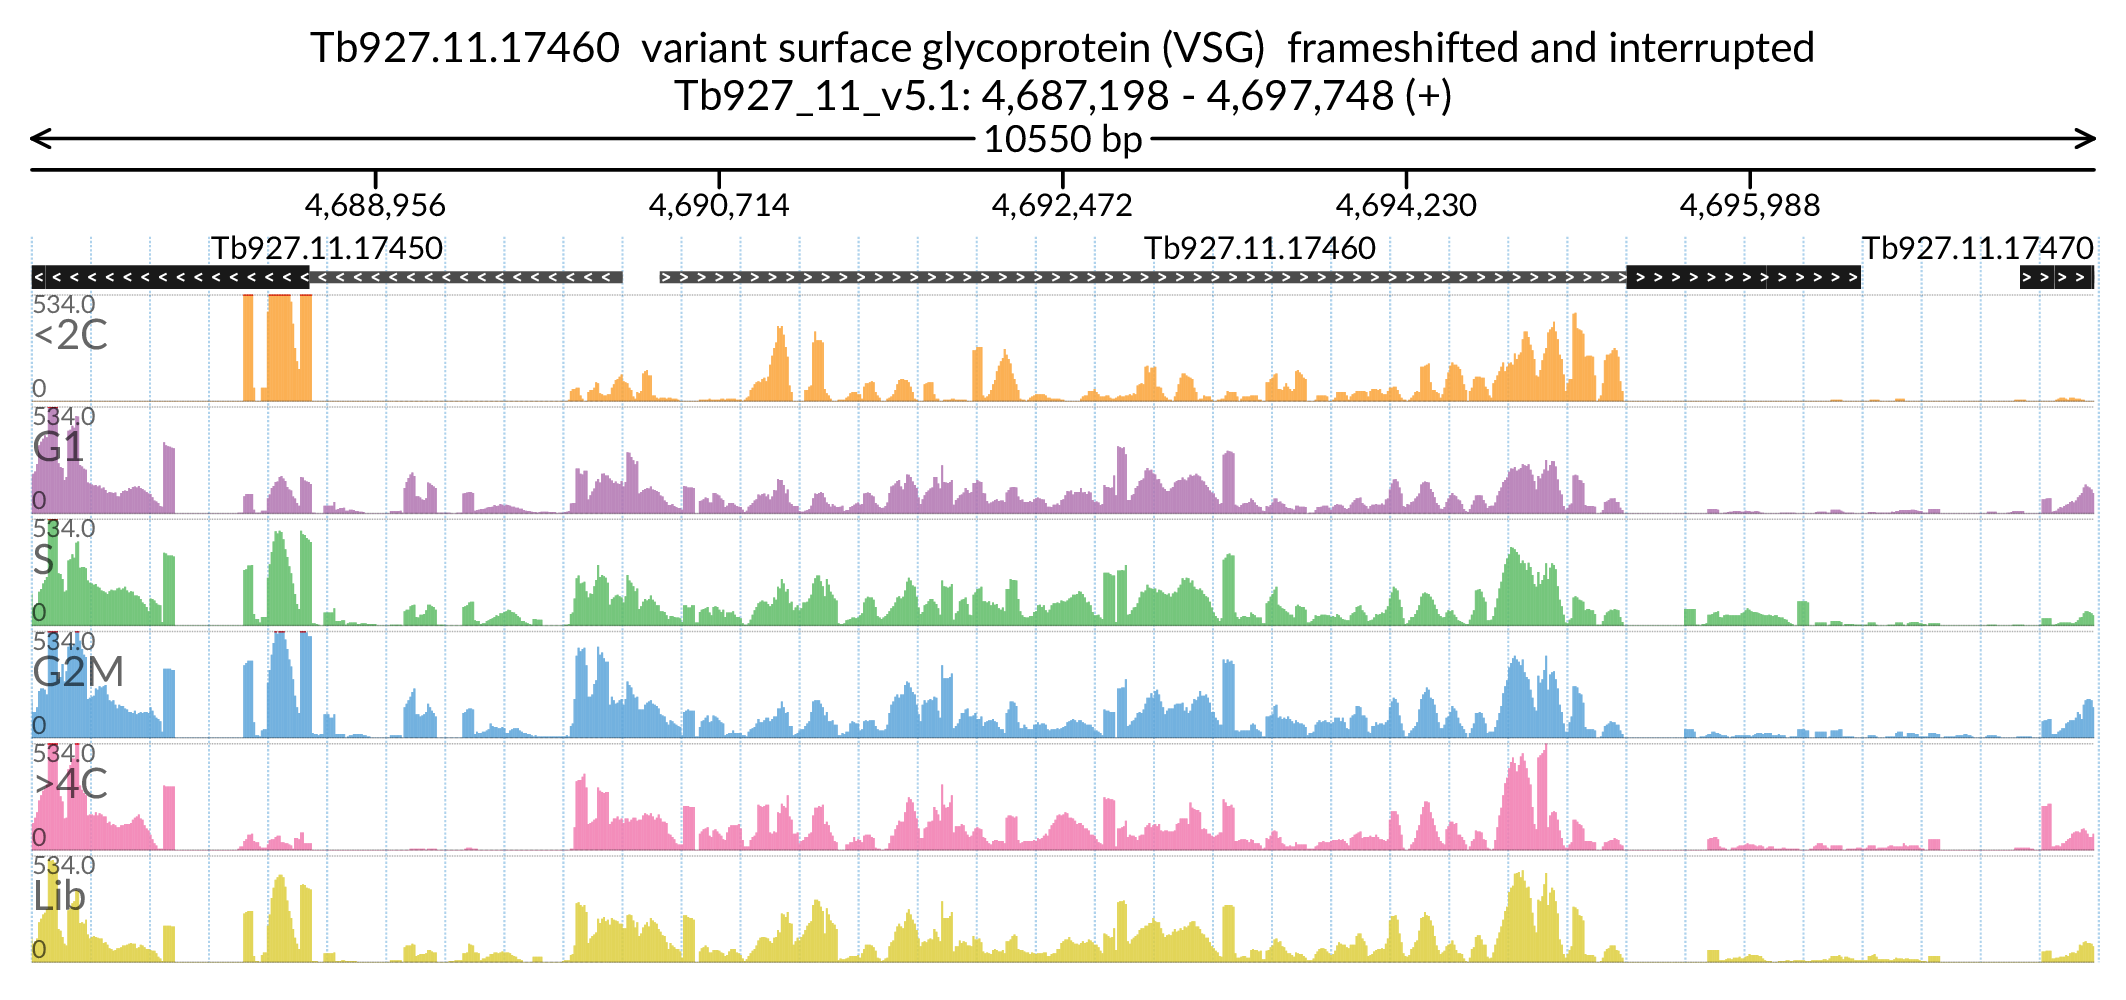 Tb927.11.17460  variant surface glycoprotein (VSG)  frameshifted and interrupted
Tb927_11_v5.1: 4,687,198 - 4,697,748 (+)
10550 bp
4,688,956 4,690,714 4,692,472 4,694,230 4,695,988
Tb927.11.17450 Tb927.11.17460 Tb927.11.17470
534.0
<2C
0
534.0
G1
0
534.0
S
0
534.0
G2M
0
534.0
>4C
0
534.0
Lib
0